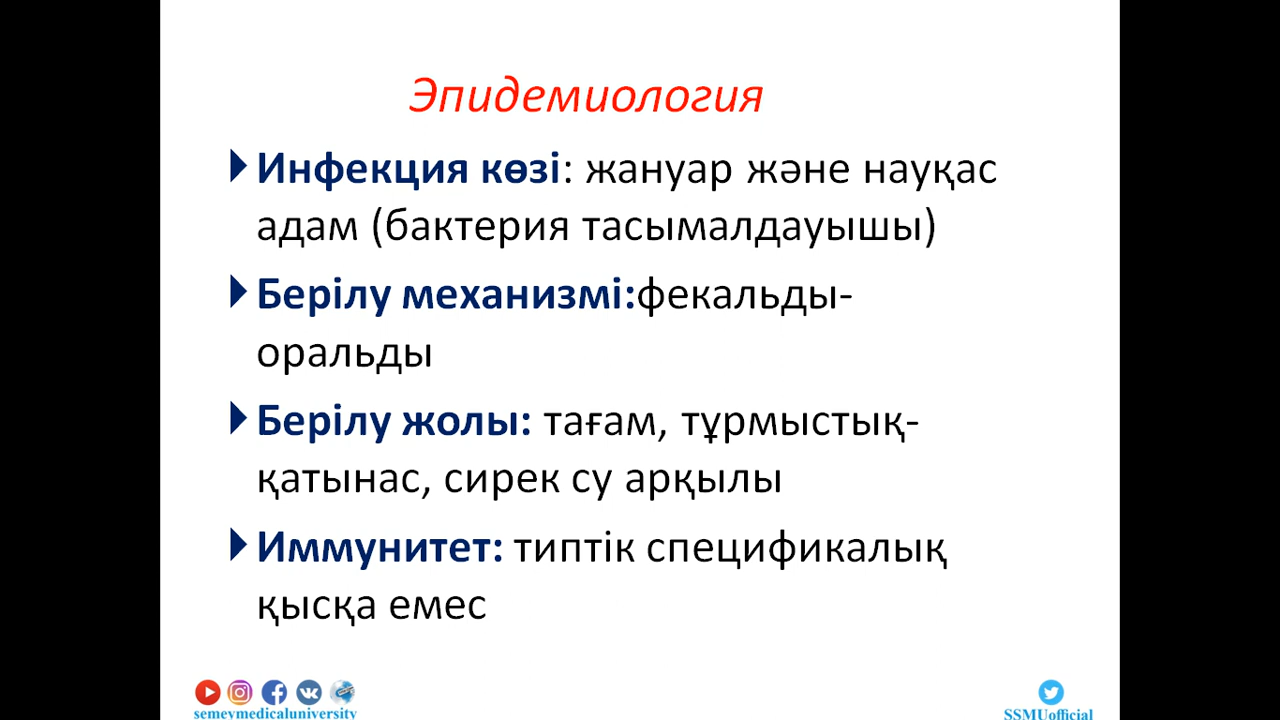 Эпидемиология
Инфекция көзі: жануар және науқас
адам (бактерия тасымалдауышы)
Берілу механизмі:фекальды-
оральды
Берілу жолы: тағам, тұрмыстық-
қатынас, сирек су арқылы
Иммунитет: типтік спецификалық
қысқа емес
semeymedicaluniversity
SSMUofficial